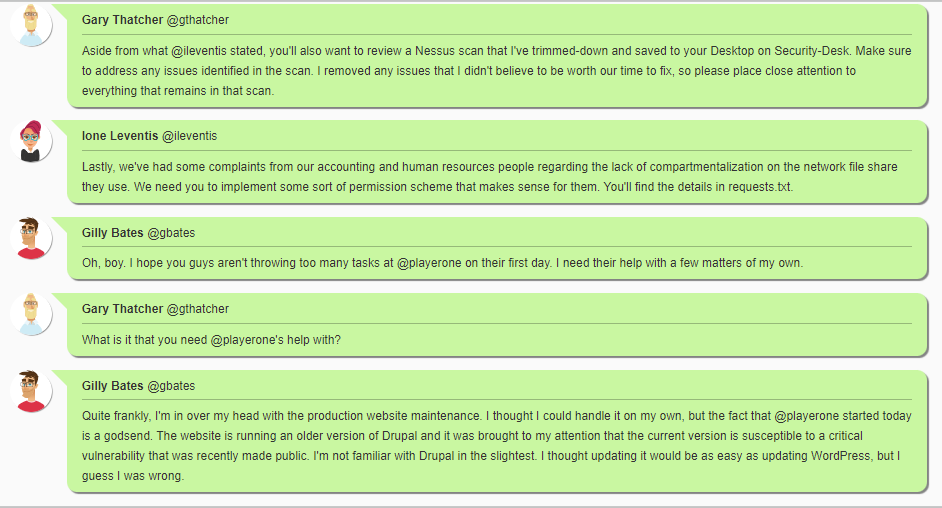 Gary Thatcher @gthatcher
Aside from what @ileventis stated, you'll also want to review a Nessus scan that I've trimmed-down and saved to your Desktop on Security-Desk. Make sure
to address any issues identified in the scan. I removed any issues that I didn't believe to be worth our time to fix, so please place close attention to
everything that remains in that scan.
Ione Leventis @ileventis
Lastly, we've had some complaints from our accounting and human resources people regarding the lack of compartmentalization on the network file share
they use. We need you to implement some sort of permission scheme that makes sense for them. You'll find the details in requests.txt.
Gilly Bates @gbates
Oh, boy. I hope you guys aren't throwing too many tasks at @playerone on their first day. I need their help with a few matters of my own.
Gary Thatcher @gthatcher
What is it that you need @playerone's help with?
Gilly Bates @gbates
Quite frankly, I'm in over my head with the production website maintenance. I thought I could handle it on my own, but the fact that @playerone started today
is a godsend. The website is running an older version of Drupal and it was brought to my attention that the current version is susceptible to a critical
vulnerability that was recently made public. I'm not familiar with Drupal in the slightest. I thought updating it would be as easy as updating WordPress, but I
guess I was wrong.